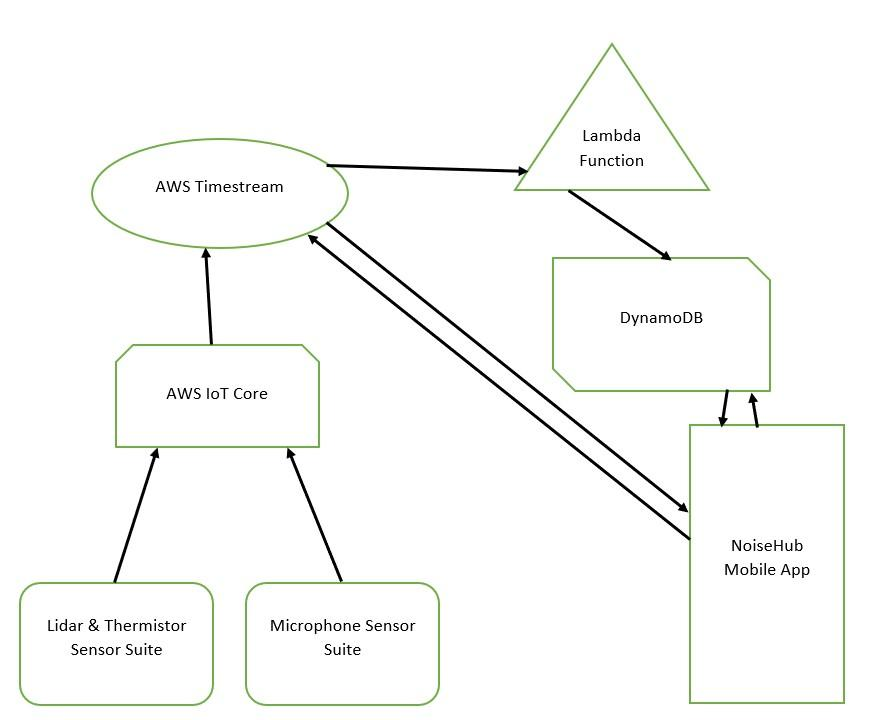 Lambda
Function
AWS Timestream
DynamoDB
AWS IoT Core
NoiseHub
Mobile App
Lidar & Thermistor
Sensor Suite
Microphone Sensor
Suite